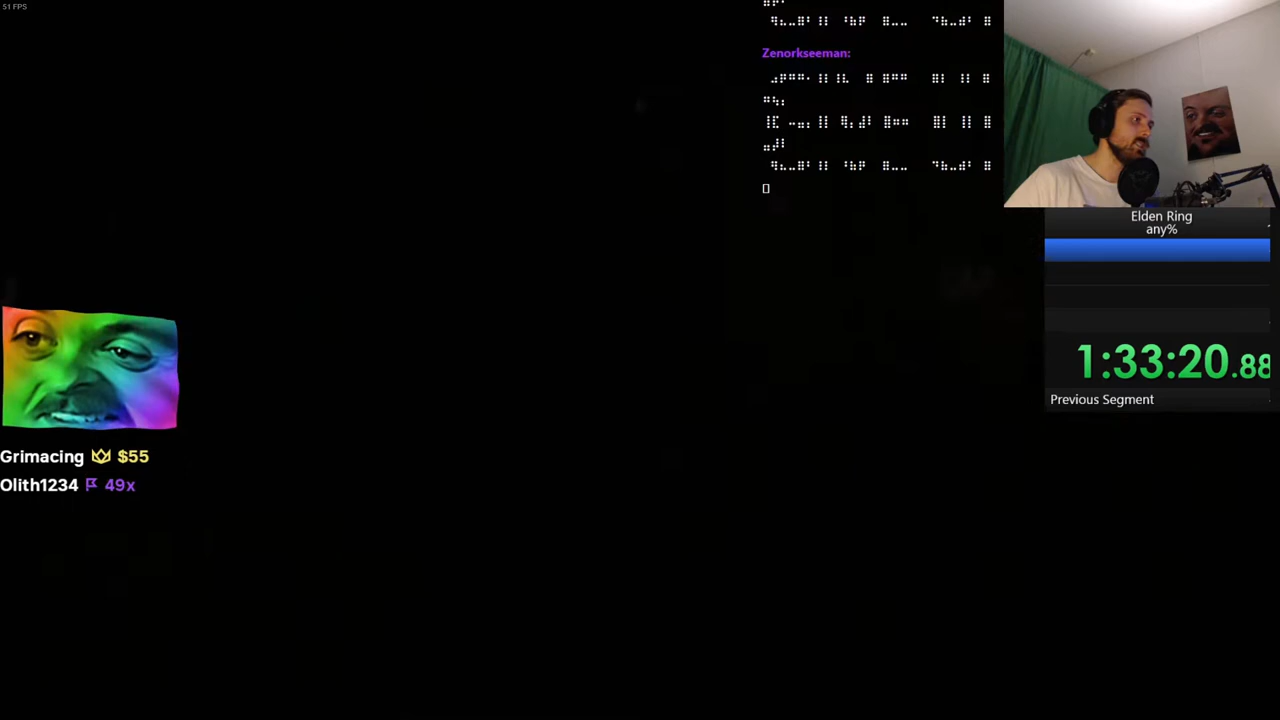 51 FPS
Zenorkseeman:
Elden Ring
any%
1:33:20.88
Previous Segment
Grimacing $55
Olith1234 49x